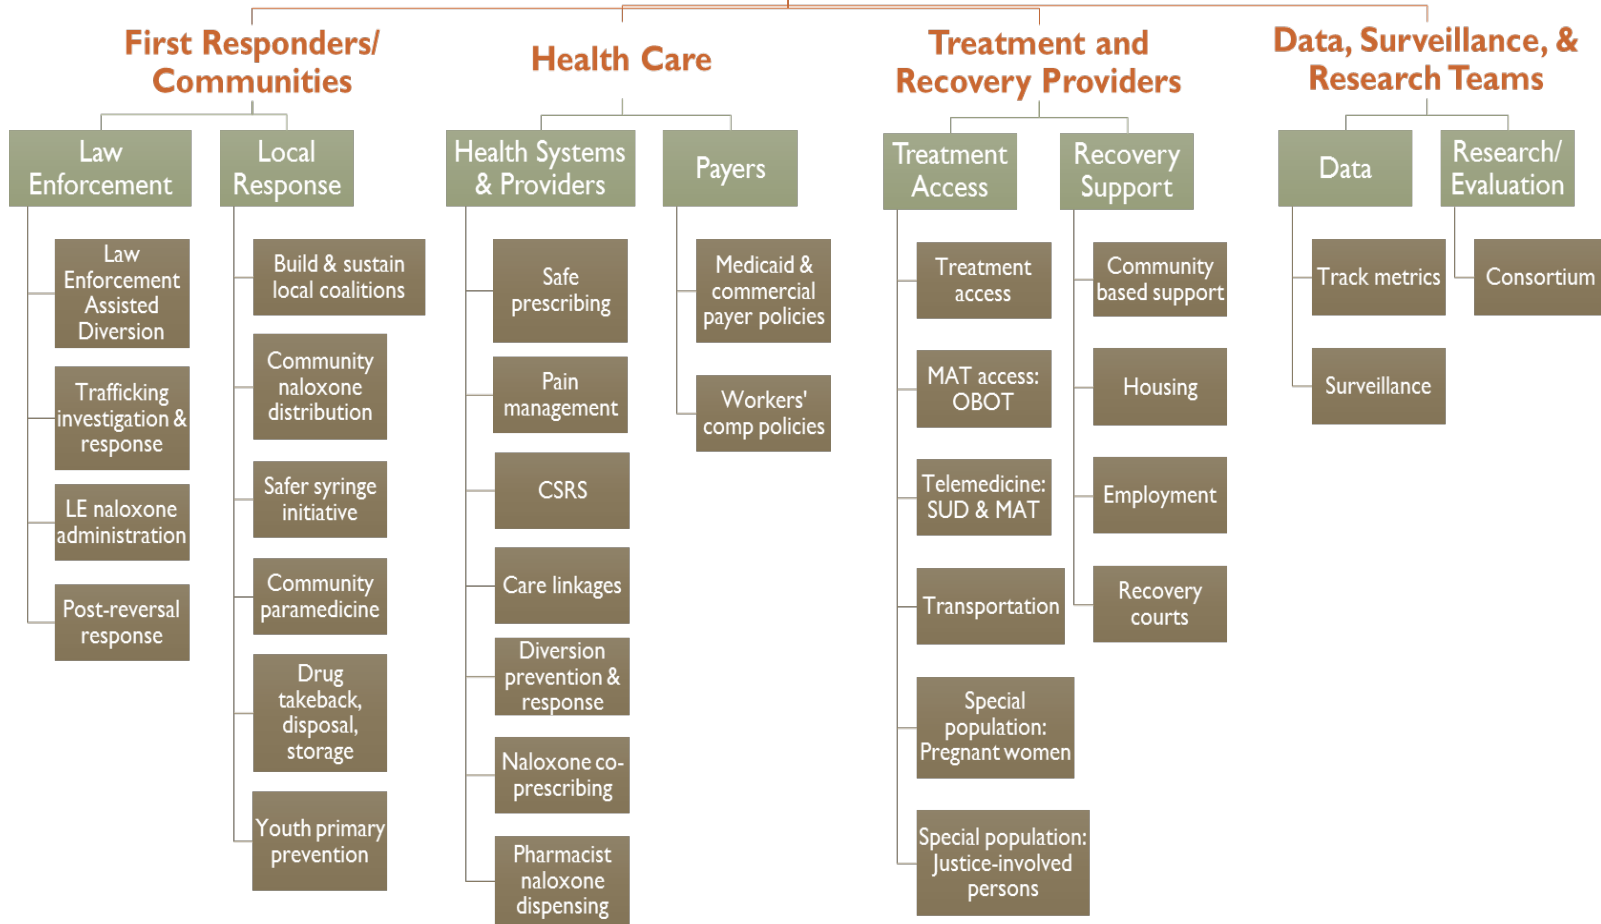 First Responders/
Communities
Law
Enforcement
Law
Enforcement
Assisted
Diversion
Trafficking
investigation &
response
LE naloxone
administration
Post-reversal
response
Local
Response
Build & sustain
local coalitions
Community
naloxone
distribution
Safer syringe
initiative
Community
paramedicine
Drug
takeback,
disposal,
storage
Youth primary
prevention
Health Care
Health Systems
& Providers
Safe
prescribing
Pain
management
CSRS
Care linkages
Diversion
prevention &
response
Naloxone co-
prescribing
Pharmacist
naloxone
dispensing
Payers
Medicaid &
commercial
payer policies
Workers'
comp policies
Treatment and
Recovery Providers
Treatment
Access
Treatment
access
MAT access:
OBOT
Telemedicine:
SUD & MAT
Transportation
Special
population:
Pregnant women
Special population:
Justice-involved
persons
Recovery
Support
Community
based support
Housing
Employment
Recovery
courts
Data, Surveillance, &
Research Teams
Data
Track metrics
Surveillance
Research/
Evaluation
Consortium